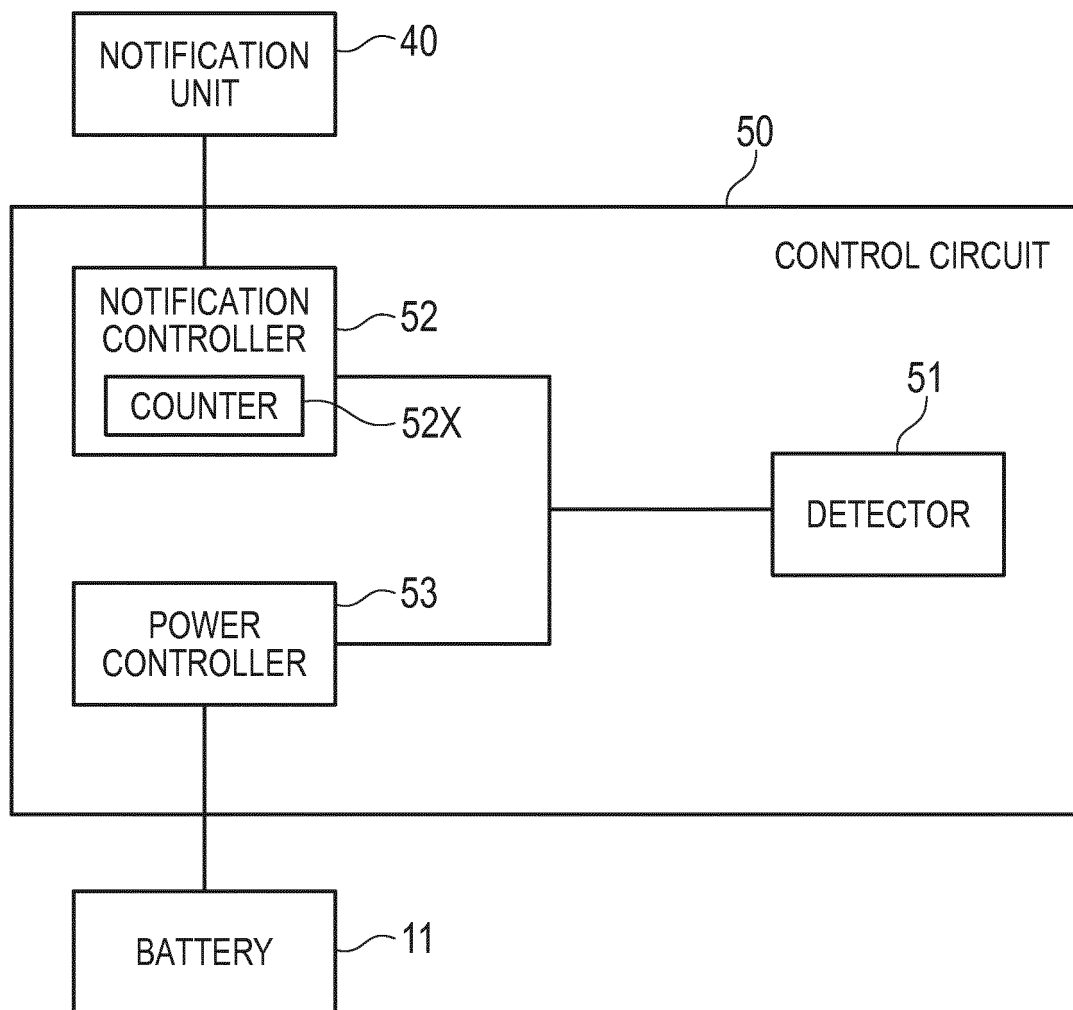 NOTIFICATION
UNIT
40
50
CONTROL CIRCUIT
NOTIFICATION
CONTROLLER
52
COUNTER
52X
51
DETECTOR
53
POWER
CONTROLLER
BATTERY
11